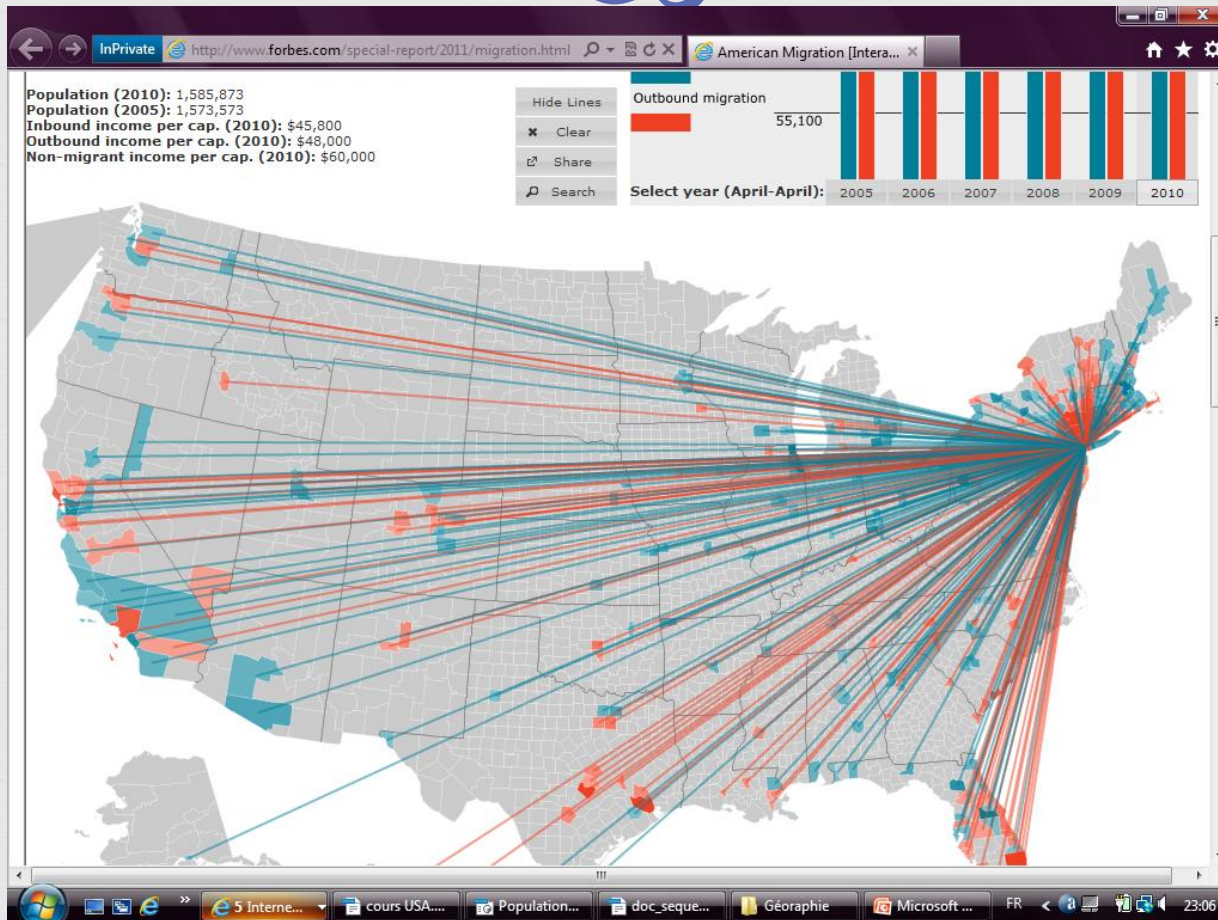 InPrivate
http://www.forbes.com/special-report/2011/migration.html
American Migration [Intera...
Population (2010): 1,585,873
Population (2005): 1,573,573
Inbound income per cap. (2010): $45,800
Outbound income per cap. (2010): $48,000
Non-migrant income per cap. (2010): $60,000
Hide Lines
Clear
Share
Search
Outbound migration
55,100
Select year (April-April): 2005 2006 2007 2008 2009 2010
5 Interne... cours USA.... Population... doc_seque... Géoraphie Microsoft ... FR 23:06